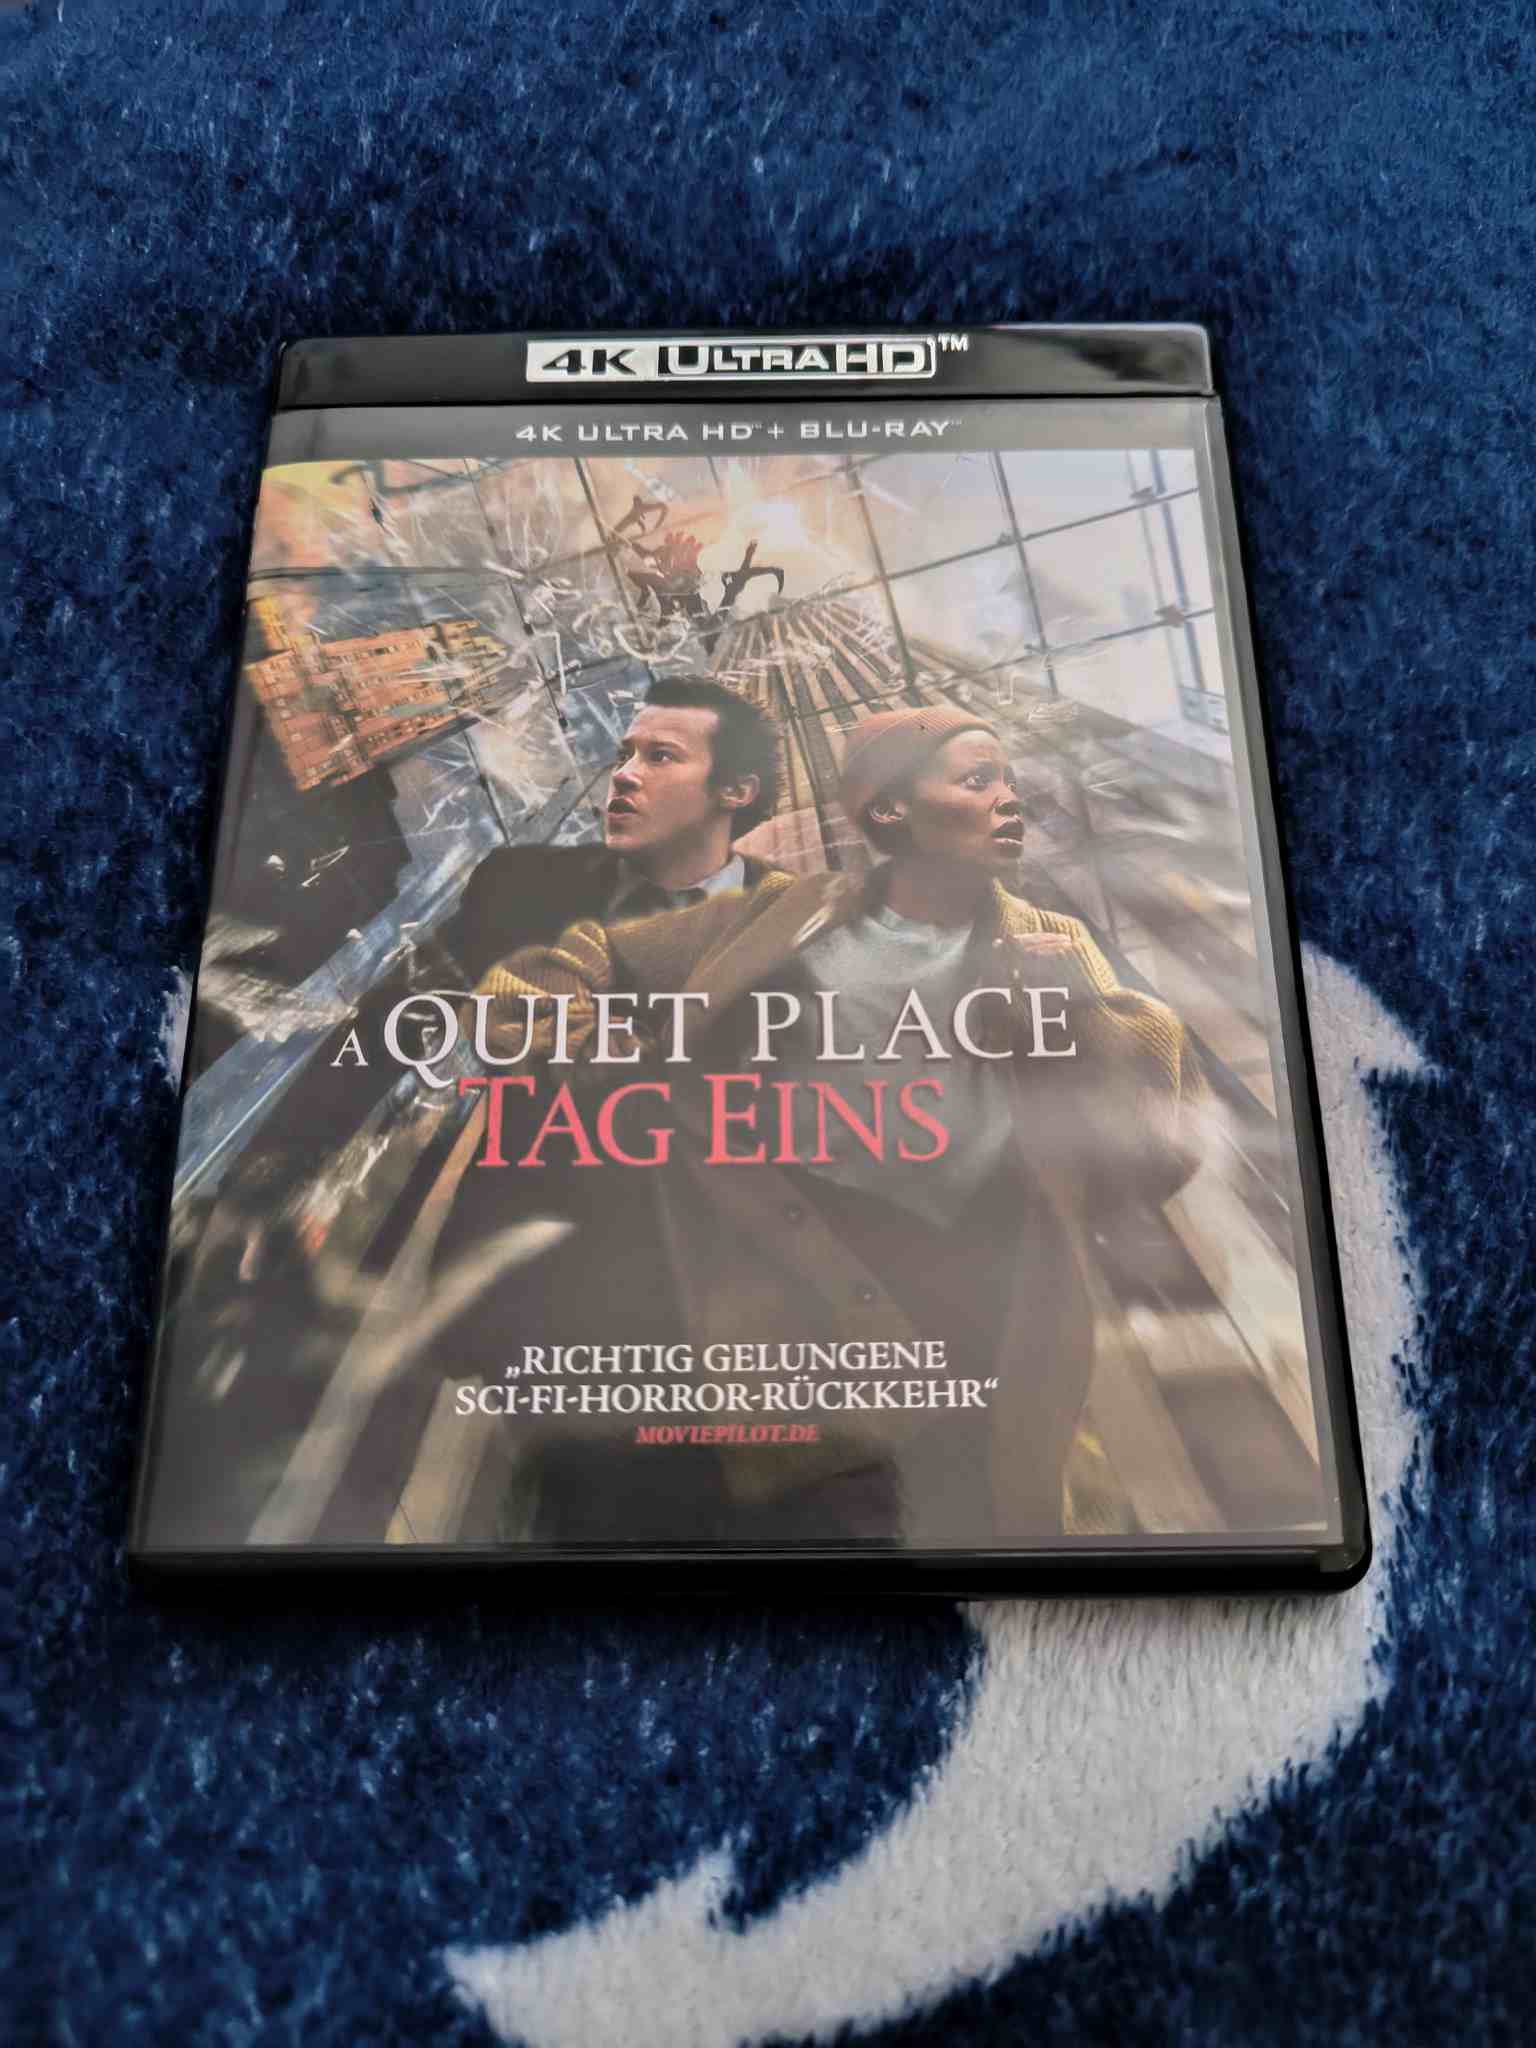 4K ULTRA HD™
4K ULTRA HD™ + BLU-RAY™
A QUIET PLACE
TAG EINS
„RICHTIG GELUNGENE
SCI-FI-HORROR-RÜCKKEHR“
MOVIEPILOT.DE